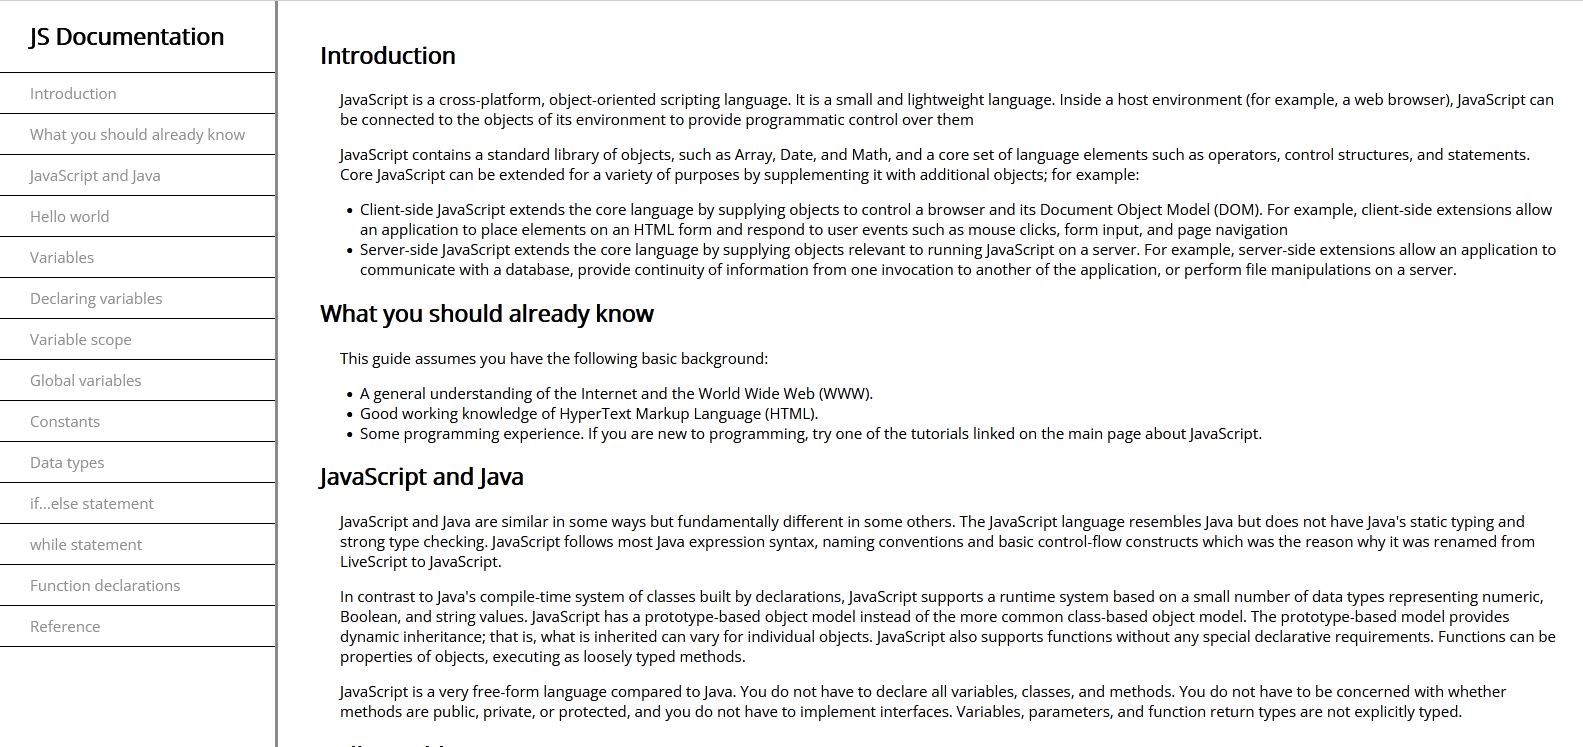 JS Documentation
Introduction
What you should already know
JavaScript and Java
Hello world
Variables
Declaring variables
Variable scope
Global variables
Constants
Data types
if...else statement
while statement
Function declarations
Reference
Introduction
JavaScript is a cross-platform, object-oriented scripting language. It is a small and lightweight language. Inside a host environment (for example, a web browser), JavaScript can
be connected to the objects of its environment to provide programmatic control over them
JavaScript contains a standard library of objects, such as Array, Date, and Math, and a core set of language elements such as operators, control structures, and statements.
Core JavaScript can be extended for a variety of purposes by supplementing it with additional objects; for example:
• Client-side JavaScript extends the core language by supplying objects to control a browser and its Document Object Model (DOM). For example, client-side extensions allow
an application to place elements on an HTML form and respond to user events such as mouse clicks, form input, and page navigation
• Server-side JavaScript extends the core language by supplying objects relevant to running JavaScript on a server. For example, server-side extensions allow an application to
communicate with a database, provide continuity of information from one invocation to another of the application, or perform file manipulations on a server.
What you should already know
This guide assumes you have the following basic background:
• A general understanding of the Internet and the World Wide Web (WWW).
• Good working knowledge of HyperText Markup Language (HTML).
• Some programming experience. If you are new to programming, try one of the tutorials linked on the main page about JavaScript.
JavaScript and Java
JavaScript and Java are similar in some ways but fundamentally different in some others. The JavaScript language resembles Java but does not have Java's static typing and
strong type checking. JavaScript follows most Java expression syntax, naming conventions and basic control-flow constructs which was the reason why it was renamed from
LiveScript to JavaScript.
In contrast to Java's compile-time system of classes built by declarations, JavaScript supports a runtime system based on a small number of data types representing numeric,
Boolean, and string values. JavaScript has a prototype-based object model instead of the more common class-based object model. The prototype-based model provides
dynamic inheritance; that is, what is inherited can vary for individual objects. JavaScript also supports functions without any special declarative requirements. Functions can be
properties of objects, executing as loosely typed methods.
JavaScript is a very free-form language compared to Java. You do not have to declare all variables, classes, and methods. You do not have to be concerned with whether
methods are public, private, or protected, and you do not have to implement interfaces. Variables, parameters, and function return types are not explicitly typed.